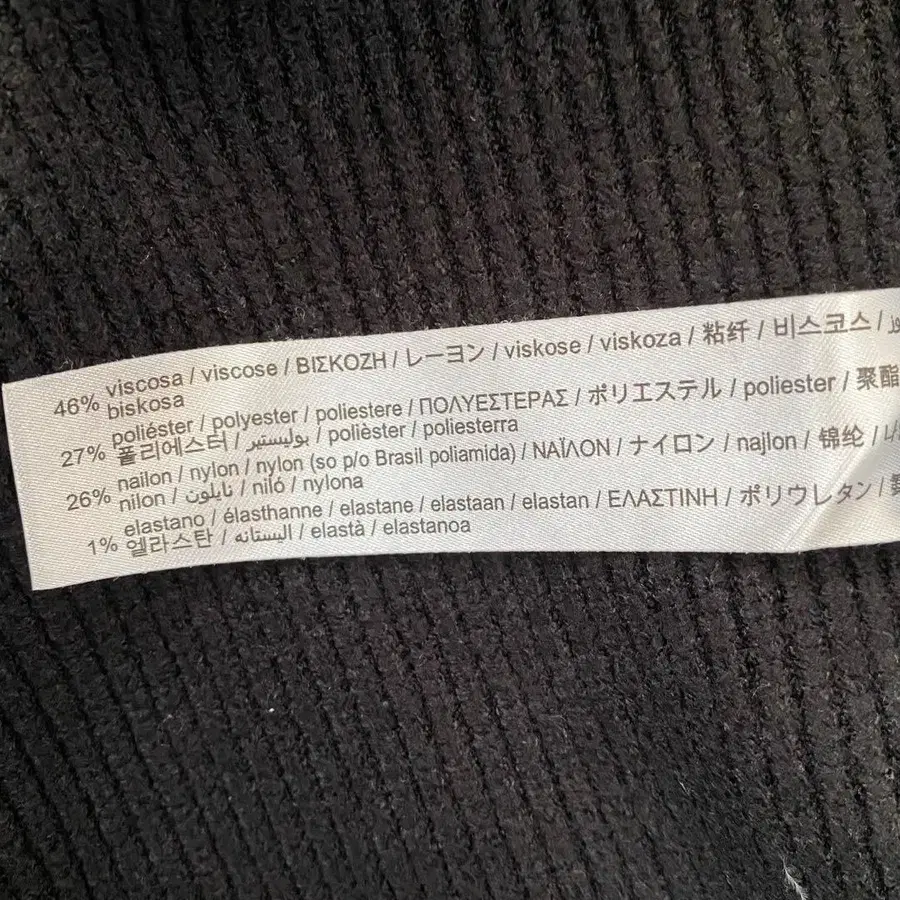 46% viscosa / viscose / ΒΙΣΚΟΖΗ / レーヨン / viskose / viskoza / 粘纤 / 비스코스 /
biskosa
27% poliéster / polyester / poliestere / ΠΟΛΥΕΣΤΕΡΑΣ / ポリエステル / poliester / 聚酯
폴리에스터 / بوليستير / polièster / poliesterra
26% nailon / nylon / nylon (so p/o Brasil poliamida) / ΝΑΪΛΟΝ / ナイロン / najlon / 锦纶 /
nilon / نايلون / niló / nylona
1% elastano / élasthanne / elastane / elastaan / elastan / ΕΛΑΣΤΙΝΗ / ポリウレタン /
엘라스탄 / اليستانه / elastà / elastanoa